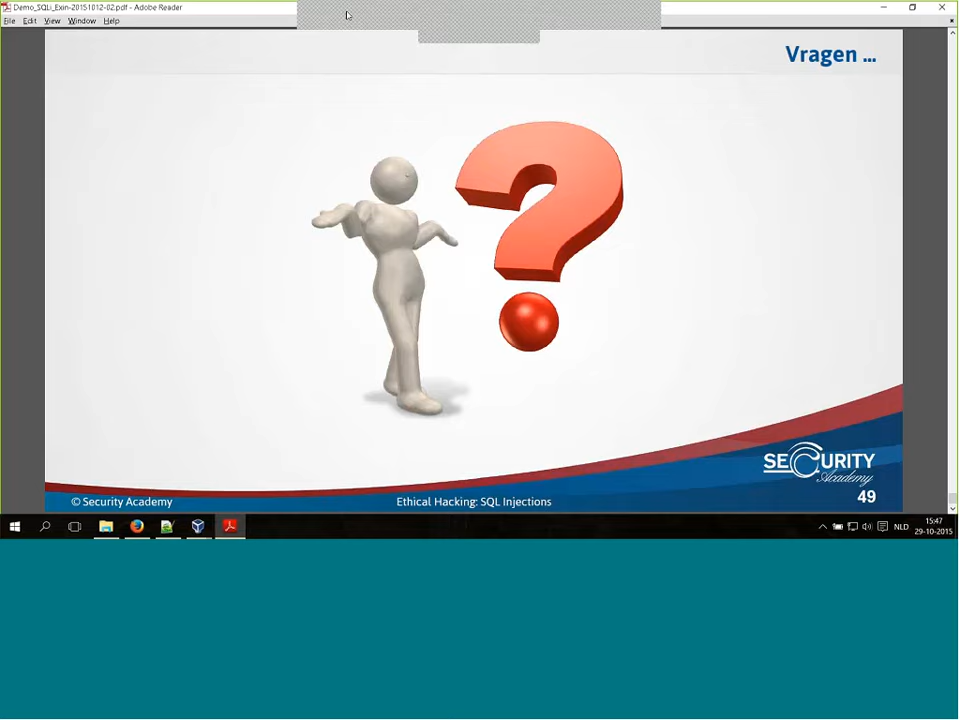 Demo_SQLi_Exin-20151012-02.pdf - Adobe Reader
File Edit View Window Help
Vragen ...
SECURITY
Academy
49
© Security Academy
Ethical Hacking: SQL Injections
NLD
15:47
29-10-2015